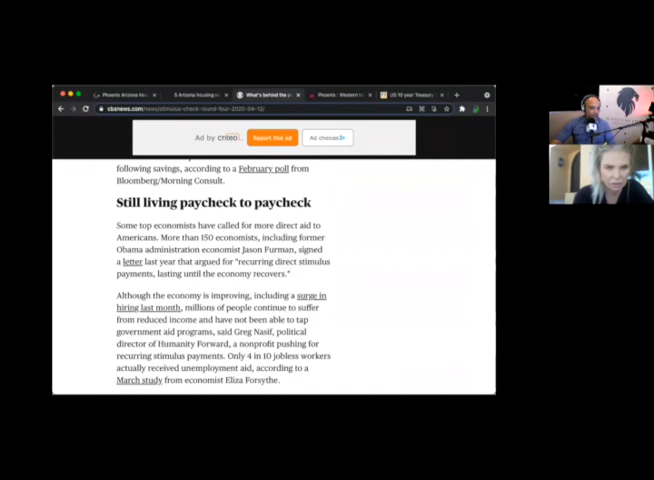 Phoenix Arizona Hou
5 Arizona housing m
What's behind the p
Phoenix : Western In
US 10 year Treasury
cbsnews.com/news/stimulus-check-round-four-2020-04-12/
Ad by criteo
Report this Ad
Ad choices
following savings, according to a February poll from
Bloomberg/Morning Consult.
Still living paycheck to paycheck
Some top economists have called for more direct aid to
Americans. More than 150 economists, including former
Obama administration economist Jason Furman, signed
a letter last year that argued for "recurring direct stimulus
payments, lasting until the economy recovers."
Although the economy is improving, including a surge in
hiring last month, millions of people continue to suffer
from reduced income and have not been able to tap
government aid programs, said Greg Nasif, political
director of Humanity Forward, a nonprofit pushing for
recurring stimulus payments. Only 4 in 10 jobless workers
actually received unemployment aid, according to a
March study from economist Eliza Forsythe.